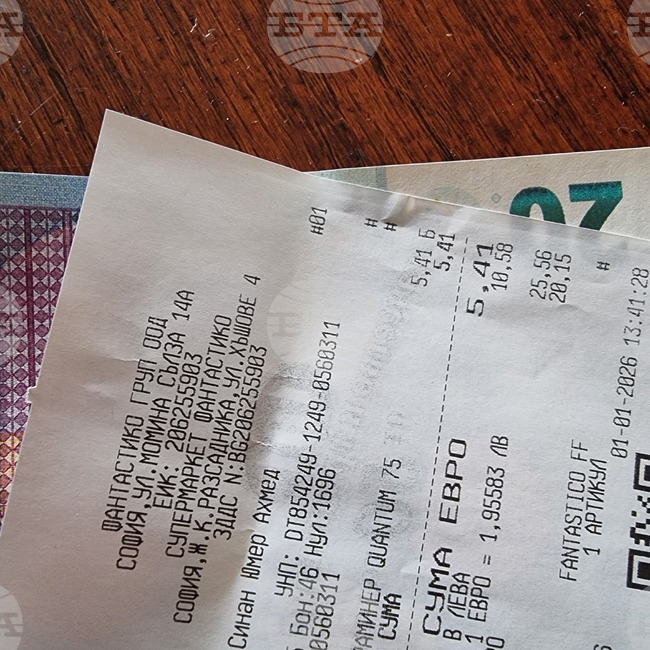 БТА
20
ФАНТАСТИКО ГРУП ООД
СОФИЯ,УЛ.МОМИНА СЪЛЗА 14А
ЕИК: 206255903
СУПЕРМАРКЕТ ФАНТАСТИКО
СОФИЯ,Ж.К.РАЗСАДНИКА,УЛ.ХЪШОВЕ 4
ЗДДС N:BG206255903
Синан Юмер Ахмед #01
УНП: DT854249-1249-0560311
Бон:46 Нул:1696 #
0560311 #
QUANTUM 75 5,41 Б
СУМА 5,41
СУМА ЕВРО 5,41
В ЛЕВА 10,58
1 ЕВРО = 1,95583 ЛВ
25,56
20,15
FANTASTICO FF #
1 АРТИКУЛ
01-01-2026 13:41:28